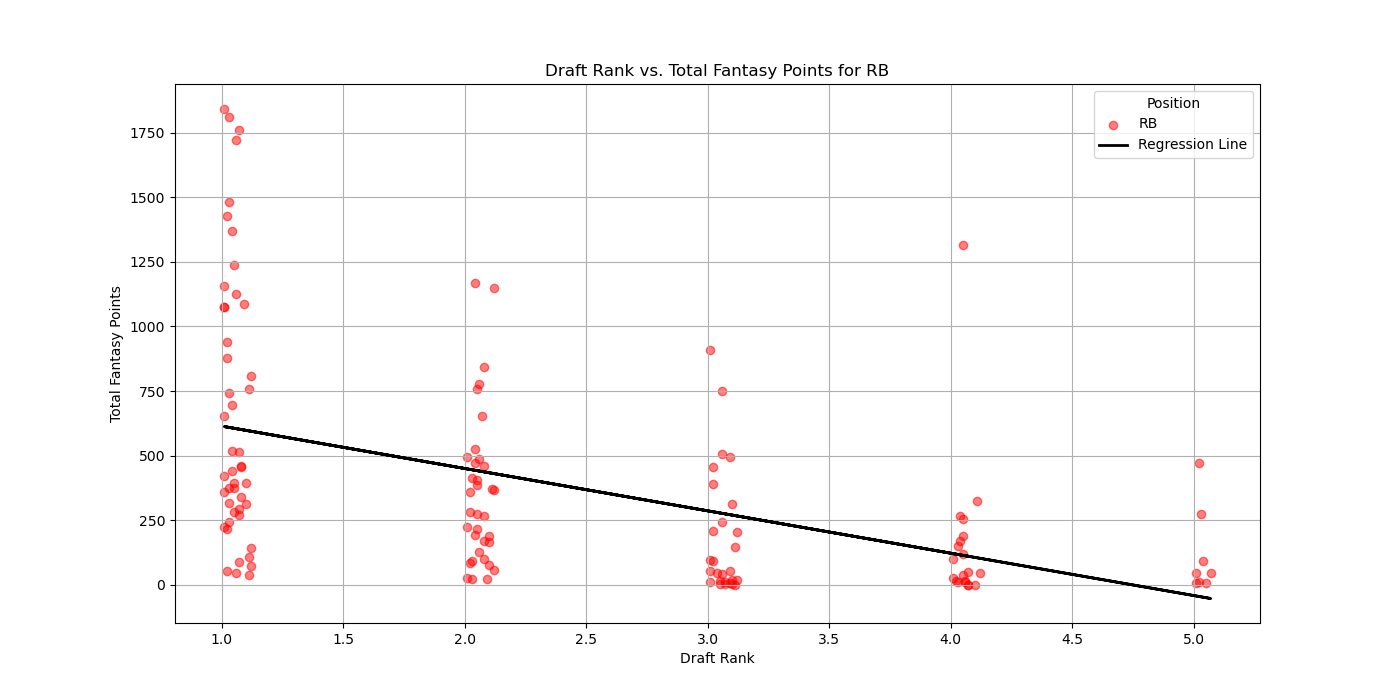 Draft Rank vs. Total Fantasy Points for RB
Position
RB
Regression Line
Total Fantasy Points
1750
1500
1250
1000
750
500
250
0
1.0 1.5 2.0 2.5 3.0 3.5 4.0 4.5 5.0
Draft Rank